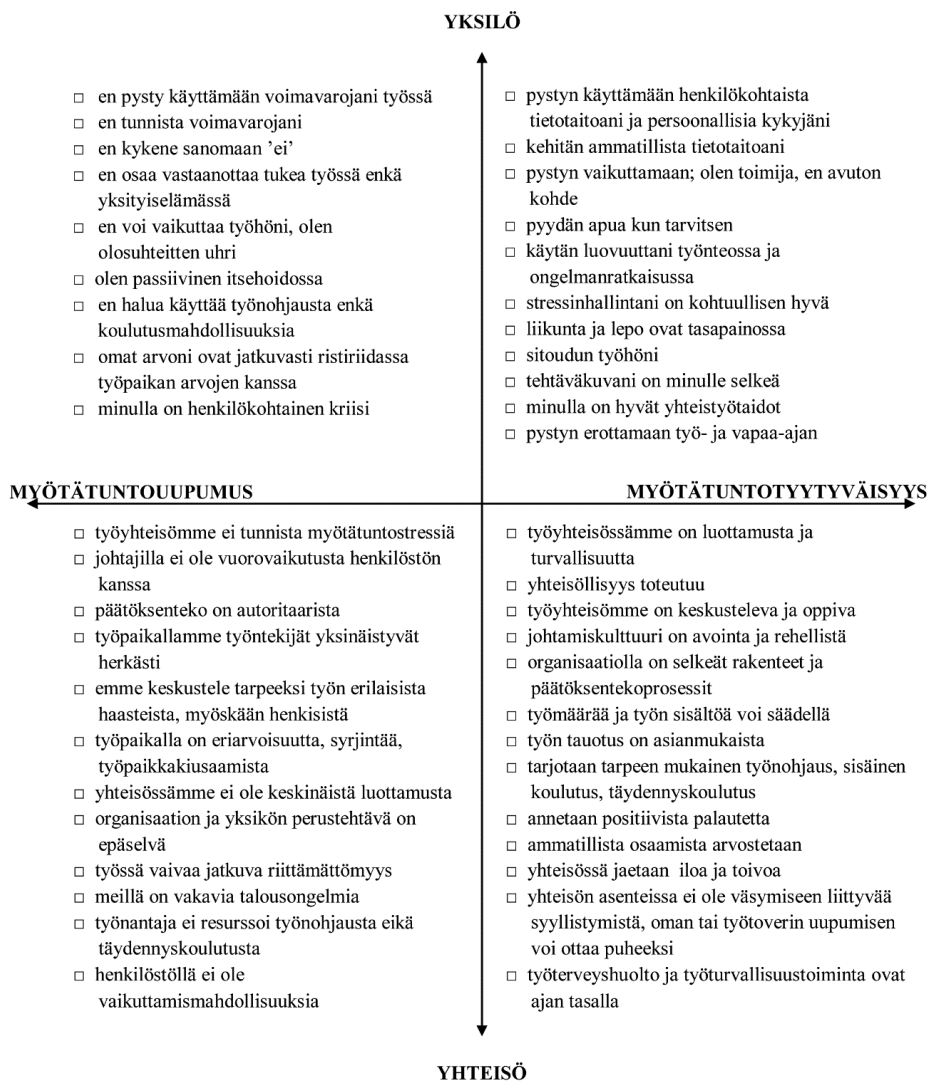 YKSILÖ
□ en pysty käyttämään voimavarojani työssä
□ en tunnista voimavarojani
□ en kykene sanomaan ’ei’
□ en osaa vastaanottaa tukea työssä enkä
yksityiselämässä
□ en voi vaikuttaa työhöni, olen
olosuhteitten uhri
□ olen passiivinen itsehoidossa
□ en halua käyttää työnohjausta enkä
koulutusmahdollisuuksia
□ omat arvoni ovat jatkuvasti ristiriidassa
työpaikan arvojen kanssa
□ minulla on henkilökohtainen kriisi
□ pystyn käyttämään henkilökohtaista
tietotaitoani ja persoonallisia kykyjäni
□ kehitän ammatillista tietotaitoani
□ pystyn vaikuttamaan; olen toimija, en avuton
kohde
□ pyydän apua kun tarvitsen
□ käytän luovuuttani työnteossa ja
ongelmanratkaisussa
□ stressinhallintani on kohtuullisen hyvä
□ liikunta ja lepo ovat tasapainossa
□ sitoudun työhöni
□ tehtäväkuvani on minulle selkeä
□ minulla on hyvät yhteistyötaidot
□ pystyn erottamaan työ- ja vapaa-ajan
MYÖTÄTUNTOUUPUMUS
MYÖTÄTUNTOTYYTYVÄISYYS
□ työyhteisömme ei tunnista myötätuntostressiä
□ johtajilla ei ole vuorovaikutusta henkilöstön
kanssa
□ päätöksenteko on autoritaarista
□ työpaikallamme työntekijät yksinäistyvät
herkästi
□ emme keskustele tarpeeksi työn erilaisista
haasteista, myöskään henkisistä
□ työpaikalla on eriarvoisuutta, syrjintää,
työpaikkakiusaamista
□ yhteisössämme ei ole keskinäistä luottamusta
□ organisaation ja yksikön perustehtävä on
epäselvä
□ työssä vaivaa jatkuva riittämättömyys
□ meillä on vakavia talousongelmia
□ työnantaja ei resurssoi työnohjausta eikä
täydennyskoulutusta
□ henkilöstöllä ei ole
vaikuttamismahdollisuuksia
□ työyhteisössämme on luottamusta ja
turvallisuutta
□ yhteisöllisyys toteutuu
□ työyhteisömme on keskusteleva ja oppiva
□ johtamiskulttuuri on avointa ja rehellistä
□ organisaatiolla on selkeät rakenteet ja
päätöksentekoprosessit
□ työmäärää ja työn sisältöä voi säädellä
□ työn tauotus on asianmukaista
□ tarjotaan tarpeen mukainen työnohjaus, sisäinen
koulutus, täydennyskoulutus
□ annetaan positiivista palautetta
□ ammatillista osaamista arvostetaan
□ yhteisössä jaetaan iloa ja toivoa
□ yhteisön asenteissa ei ole väsymiseen liittyvää
syyllistymistä, oman tai työtoverin uupumisen
voi ottaa puheeksi
□ työterveyshuolto ja työturvallisuustoiminta ovat
ajan tasalla
YHTEISÖ